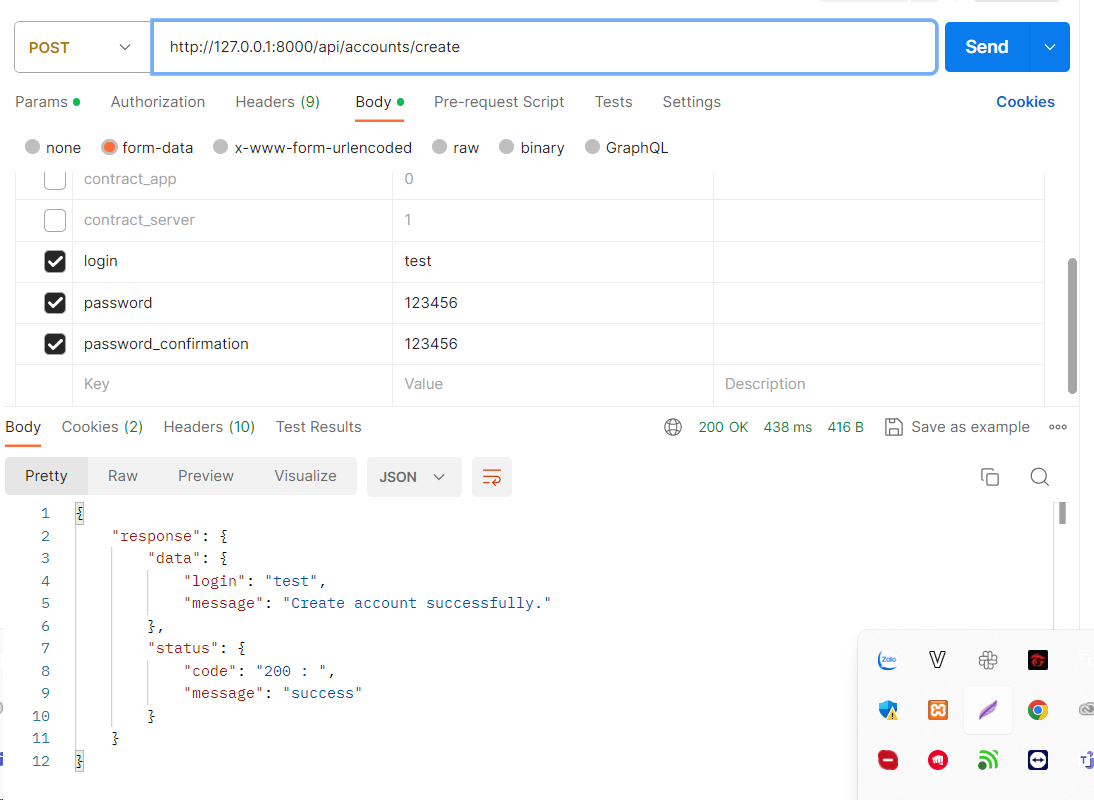 POST http://127.0.0.1:8000/api/accounts/create Send
Params Authorization Headers (9) Body Pre-request Script Tests Settings Cookies
none form-data x-www-form-urlencoded raw binary GraphQL
contract_app 0
contract_server 1
login test
password 123456
password_confirmation 123456
Key Value Description
Body Cookies (2) Headers (10) Test Results 200 OK 438 ms 416 B Save as example
Pretty Raw Preview Visualize JSON
1 {
2 "response": {
3 "data": {
4 "login": "test",
5 "message": "Create account successfully."
6 },
7 "status": {
8 "code": "200 : ",
9 "message": "success"
10 }
11 }
12 }
Zalo